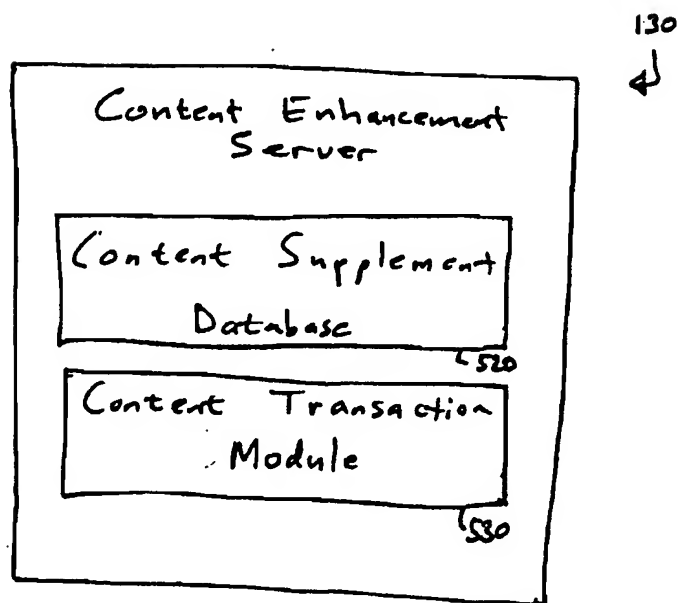 130
Content Enhancement
Server
Content Supplement
Database
520
Content Transaction
Module
530